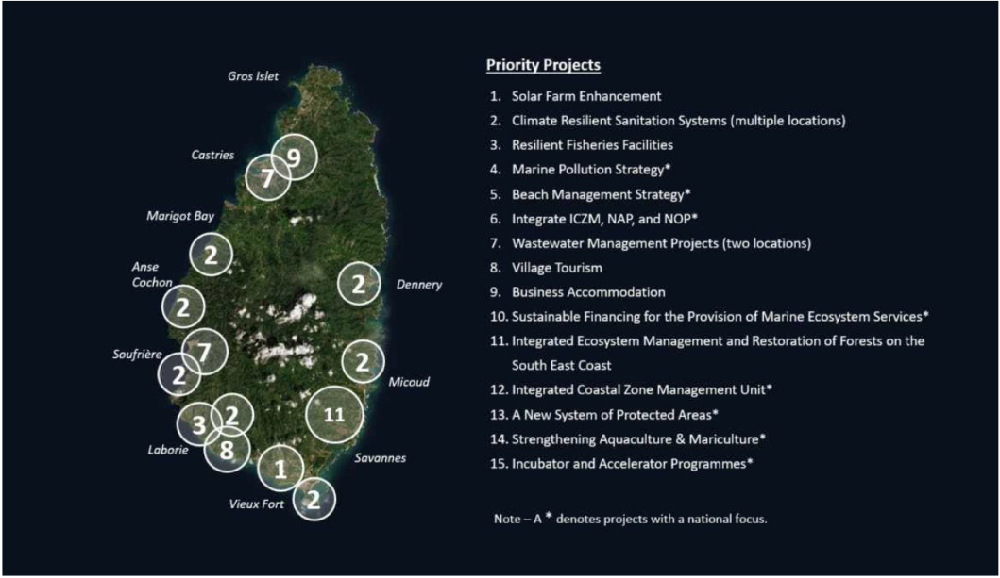 Gros Islet
Castries
9
7
Marigot Bay
2
Anse
Cochon
2
2
Dennery
Soufrière
7
2
2
Micoud
3
2
11
Laborie
8
Savannes
1
Vieux Fort
2
Priority Projects
1. Solar Farm Enhancement
2. Climate Resilient Sanitation Systems (multiple locations)
3. Resilient Fisheries Facilities
4. Marine Pollution Strategy*
5. Beach Management Strategy*
6. Integrate ICZM, NAP, and NOP*
7. Wastewater Management Projects (two locations)
8. Village Tourism
9. Business Accommodation
10. Sustainable Financing for the Provision of Marine Ecosystem Services*
11. Integrated Ecosystem Management and Restoration of Forests on the
South East Coast
12. Integrated Coastal Zone Management Unit*
13. A New System of Protected Areas*
14. Strengthening Aquaculture & Mariculture*
15. Incubator and Accelerator Programmes*
Note – A * denotes projects with a national focus.